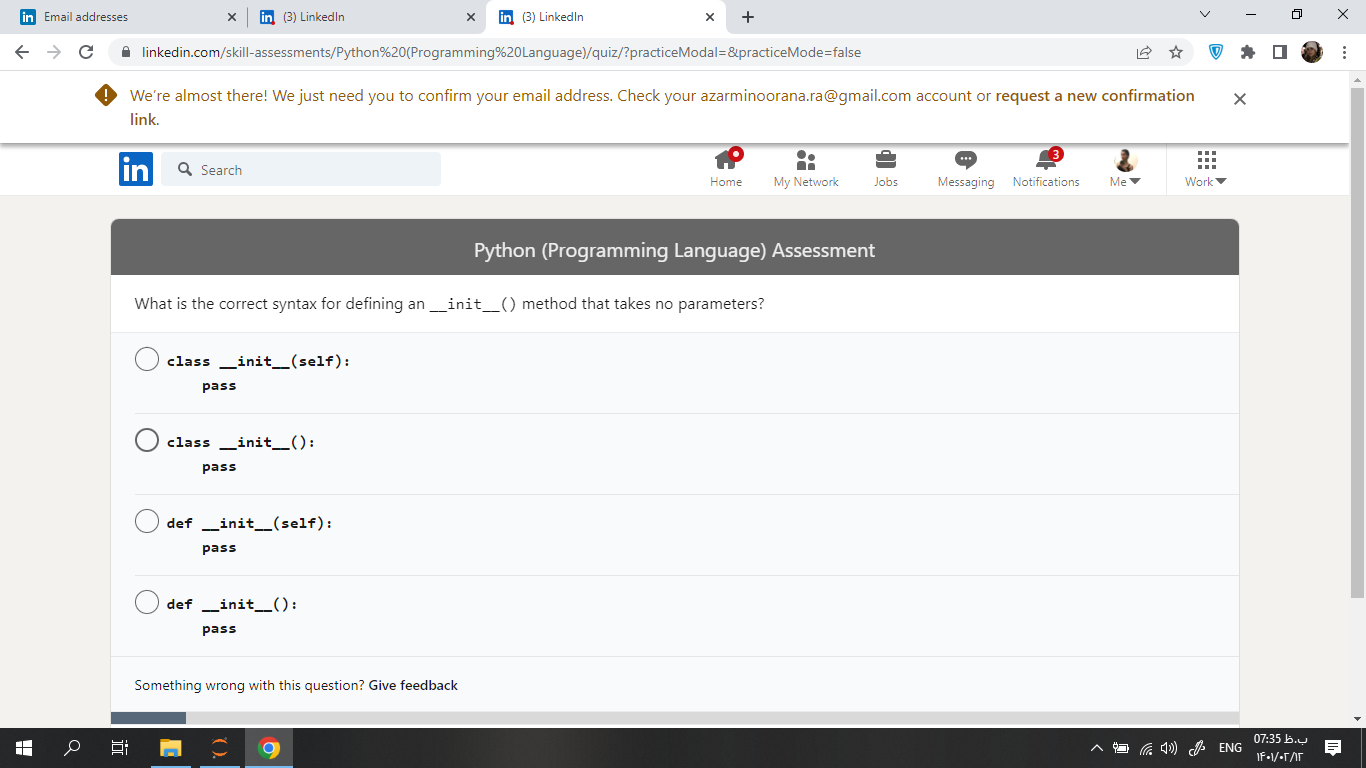 Email addresses
(3) LinkedIn
(3) LinkedIn
linkedin.com/skill-assessments/Python%20(Programming%20Language)/quiz/?practiceModal=&practiceMode=false
We're almost there! We just need you to confirm your email address. Check your azarminoorana.ra@gmail.com account or request a new confirmation
link.
in
Search
Home
My Network
Jobs
Messaging
3
Notifications
Me
Work
Python (Programming Language) Assessment
What is the correct syntax for defining an __init__() method that takes no parameters?
class __init__(self):
pass
class __init__():
pass
def __init__(self):
pass
def __init__():
pass
Something wrong with this question? Give feedback
ENG
07:35 ب.ظ
۱۴۰۱/۰۲/۱۲